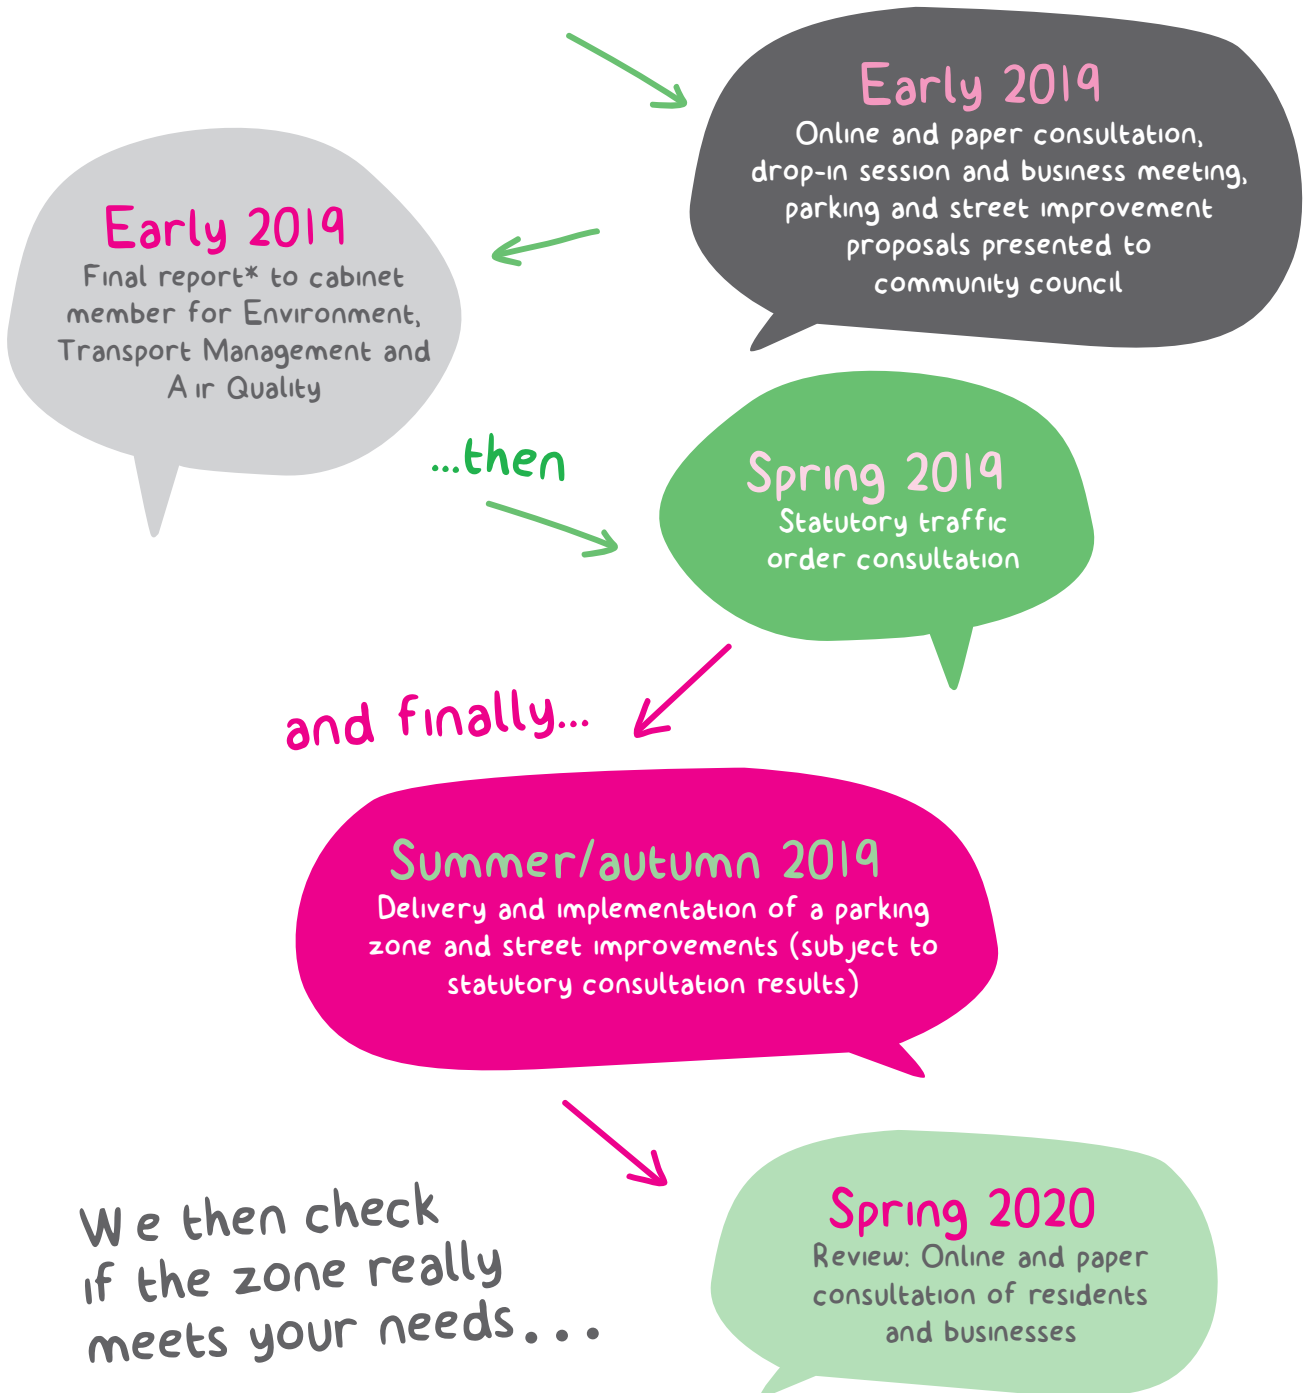 Early 2019
Online and paper consultation,
drop-in session and business meeting,
parking and street improvement
proposals presented to
community council
Early 2019
Final report* to cabinet
member for Environment,
Transport Management and
Air Quality
...then
Spring 2019
Statutory traffic
order consultation
and finally...
Summer/autumn 2019
Delivery and implementation of a parking
zone and street improvements (subject to
statutory consultation results)
We then check
if the zone really
meets your needs...
Spring 2020
Review: Online and paper
consultation of residents
and businesses